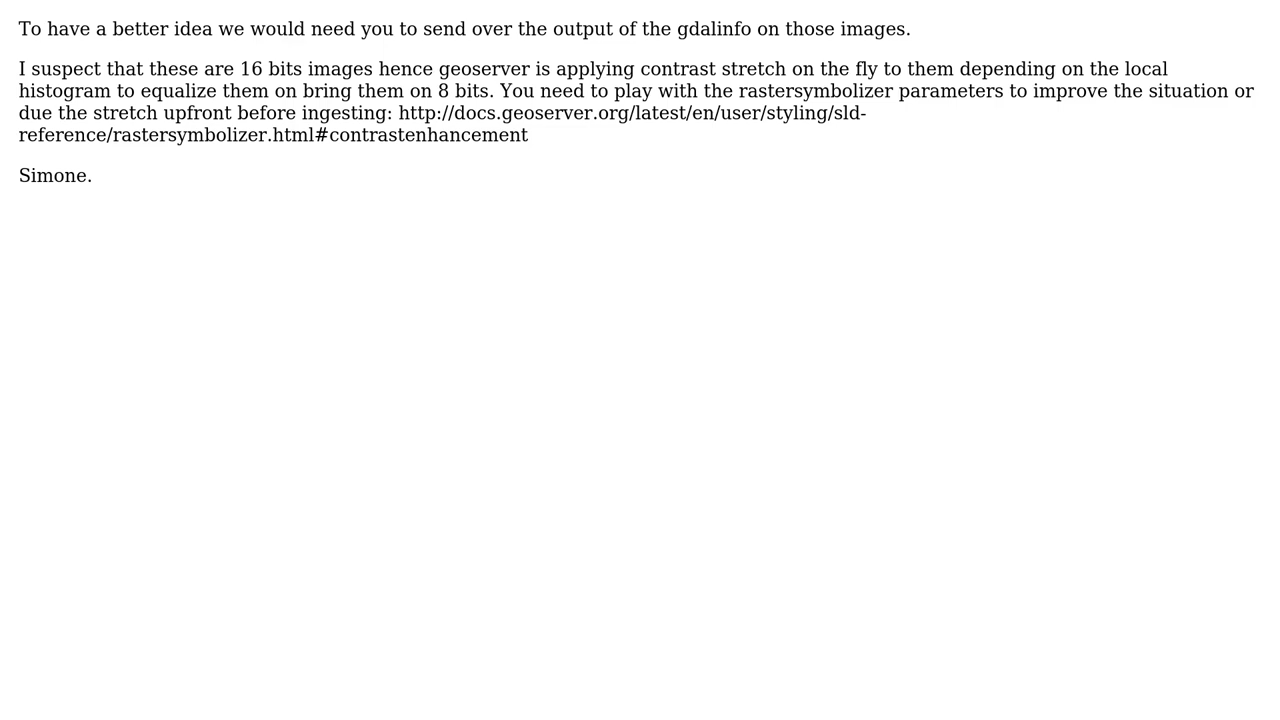 To have a better idea we would need you to send over the output of the gdalinfo on those images.
I suspect that these are 16 bits images hence geoserver is applying contrast stretch on the fly to them depending on the local
histogram to equalize them on bring them on 8 bits. You need to play with the rastersymbolizer parameters to improve the situation or
due the stretch upfront before ingesting: http://docs.geoserver.org/latest/en/user/styling/sld-
reference/rastersymbolizer.html#contrastenhancement
Simone.